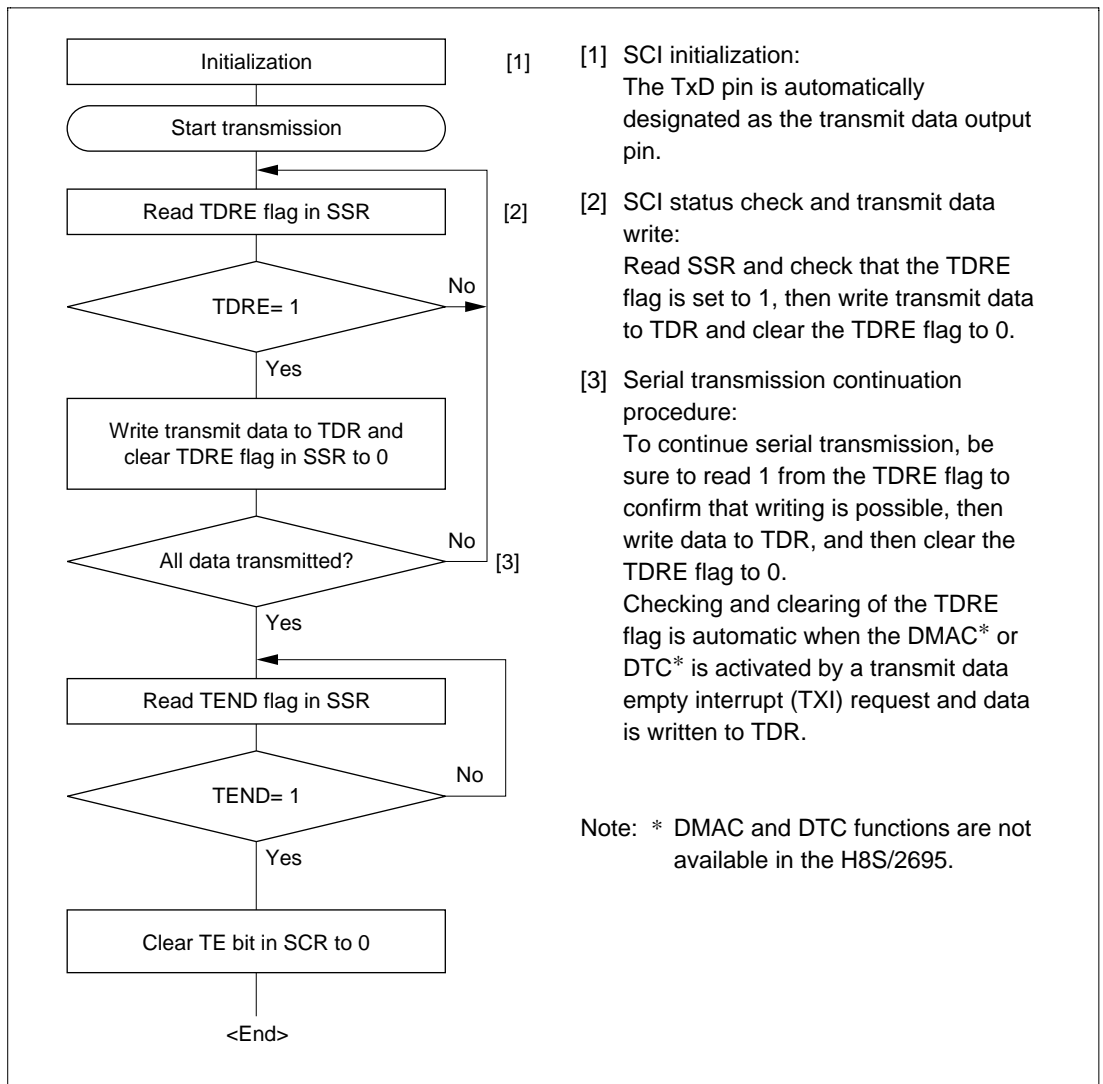 Initialization
[1]
Start transmission
Read TDRE flag in SSR
[2]
TDRE= 1
No
Yes
Write transmit data to TDR and
clear TDRE flag in SSR to 0
All data transmitted?
No
[3]
Yes
Read TEND flag in SSR
TEND= 1
No
Yes
Clear TE bit in SCR to 0
<End>
[1] SCI initialization:
The TxD pin is automatically
designated as the transmit data output
pin.
[2] SCI status check and transmit data
write:
Read SSR and check that the TDRE
flag is set to 1, then write transmit data
to TDR and clear the TDRE flag to 0.
[3] Serial transmission continuation
procedure:
To continue serial transmission, be
sure to read 1 from the TDRE flag to
confirm that writing is possible, then
write data to TDR, and then clear the
TDRE flag to 0.
Checking and clearing of the TDRE
flag is automatic when the DMAC* or
DTC* is activated by a transmit data
empty interrupt (TXI) request and data
is written to TDR.
Note: * DMAC and DTC functions are not
available in the H8S/2695.